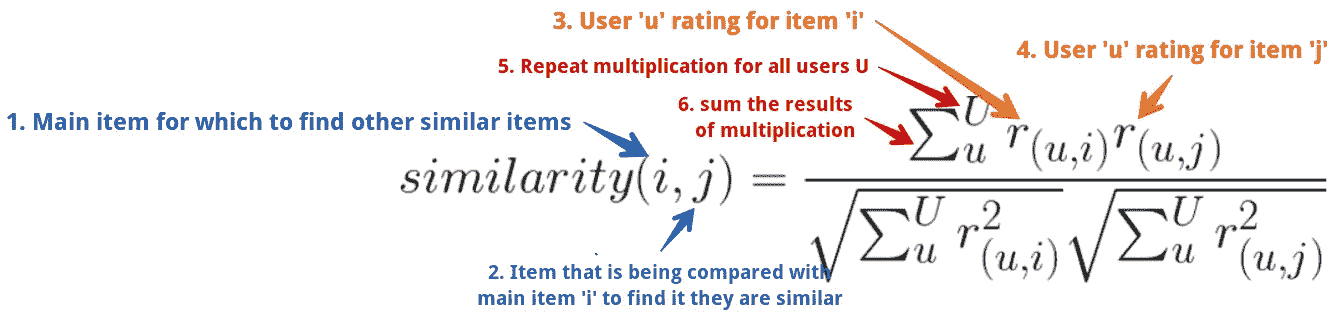 3. User 'u' rating for item 'i'
4. User 'u' rating for item 'j'
5. Repeat multiplication for all users U
6. sum the results
of multiplication
1. Main item for which to find other similar items
similarity(i, j) = \frac{\sum_{u}^{U} r_{(u,i)} r_{(u,j)}}{\sqrt{\sum_{u}^{U} r_{(u,i)}^{2}} \sqrt{\sum_{u}^{U} r_{(u,j)}^{2}}}
2. Item that is being compared with
main item 'i' to find it they are similar